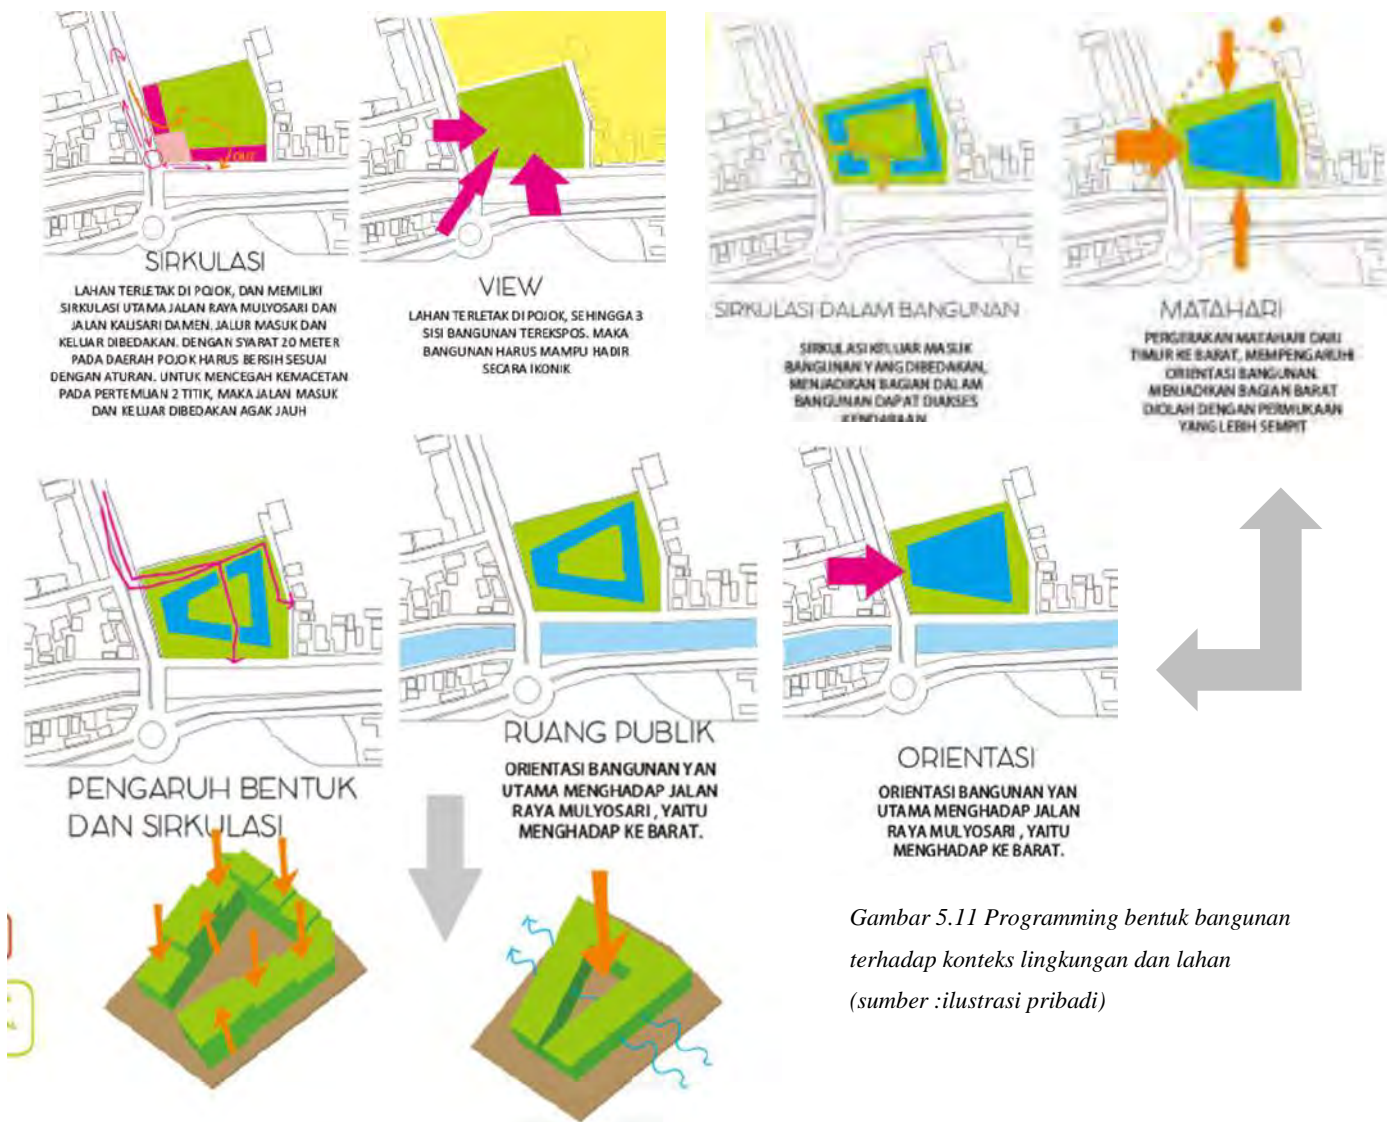 OUT
SIRKULASI
LAHAN TERLETAK DI POJOK, DAN MEMILIKI
SIRKULASI UTAMA JALAN RAYA MULYOSARI DAN
JALAN KALISARI DAMEN. JALUR MASUK DAN
KELUAR DIBEDAKAN. DENGAN SYARAT 20 METER
PADA DAERAH POJOK HARUS BERSIH SESUAI
DENGAN ATURAN. UNTUK MENCEGAH KEMACETAN
PADA PERTEMUAN 2 TITIK, MAKA JALAN MASUK
DAN KELUAR DIBEDAKAN AGAK JAUH
VIEW
LAHAN TERLETAK DI POJOK, SEHINGGA 3
SISI BANGUNAN TEREKSPOS. MAKA
BANGUNAN HARUS MAMPU HADIR
SECARA IKONIK
SIRKULASI DALAM BANGUNAN
SIRKULASI KELUAR MASUK
BANGUNAN YANG DIBEDAKAN,
MENJADIKAN BAGIAN DALAM
BANGUNAN DAPAT DIAKSES
KENDARAAN
MATAHARI
PERGERAKAN MATAHARI DARI
TIMUR KE BARAT, MEMPENGARUHI
ORIENTASI BANGUNAN.
MENJADIKAN BAGIAN BARAT
DIOLAH DENGAN PERMUKAAN
YANG LEBIH SEMPIT
PENGARUH BENTUK
DAN SIRKULASI
RUANG PUBLIK
ORIENTASI BANGUNAN YAN
UTAMA MENGHADAP JALAN
RAYA MULYOSARI , YAITU
MENGHADAP KE BARAT.
ORIENTASI
ORIENTASI BANGUNAN YAN
UTAMA MENGHADAP JALAN
RAYA MULYOSARI , YAITU
MENGHADAP KE BARAT.
Gambar 5.11 Programming bentuk bangunan
terhadap konteks lingkungan dan lahan
(sumber :ilustrasi pribadi)